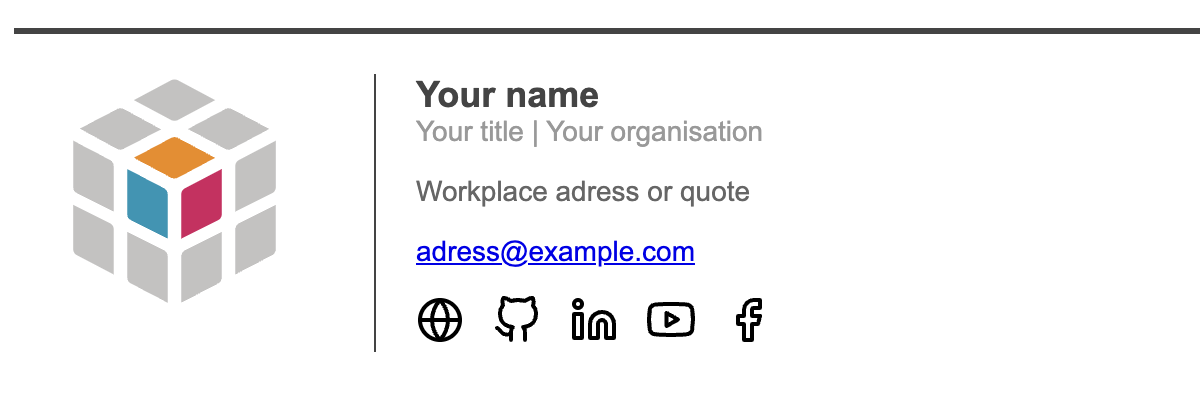 Your name
Your title | Your organisation
Workplace adress or quote
adress@example.com